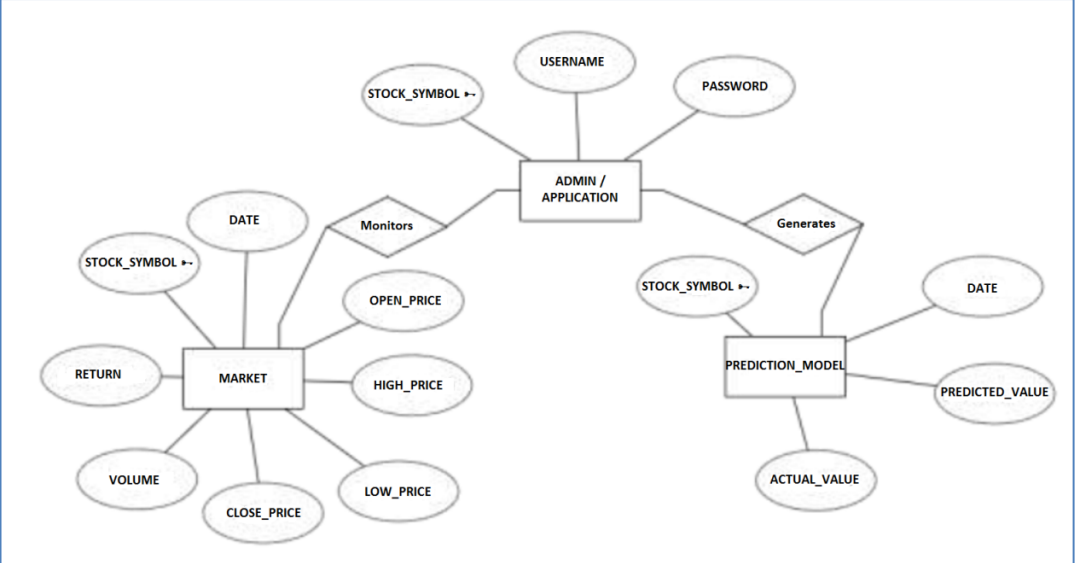 USERNAME
STOCK_SYMBOL
PASSWORD
ADMIN /
APPLICATION
DATE
Monitors
Generates
STOCK_SYMBOL
OPEN_PRICE
STOCK_SYMBOL
DATE
RETURN
MARKET
HIGH_PRICE
PREDICTION_MODEL
PREDICTED_VALUE
VOLUME
CLOSE_PRICE
LOW_PRICE
ACTUAL_VALUE